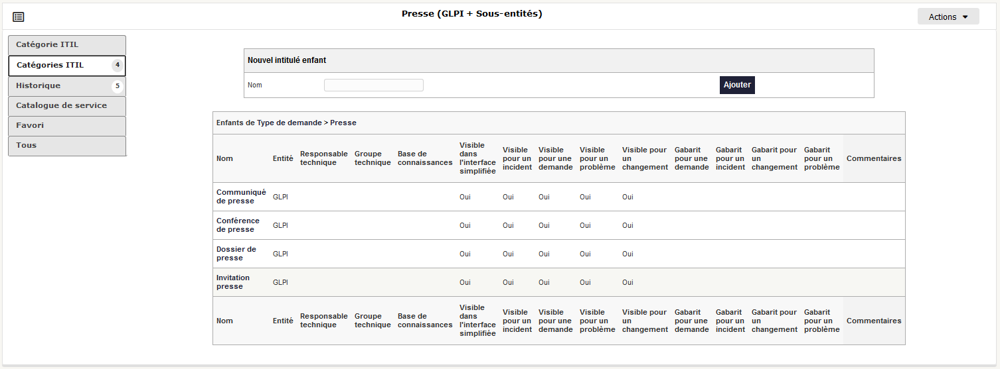 Presse (GLPI + Sous-entités)
Actions
Catégorie ITIL
Catégories ITIL 4
Historique 5
Catalogue de service
Favori
Tous
Nouvel intitulé enfant
Nom
Ajouter
Enfants de Type de demande > Presse
Nom
Entité
Responsable
technique
Groupe
technique
Base de
connaissances
Visible
dans
l'interface
simplifiée
Visible
pour un
incident
Visible
pour une
demande
Visible
pour un
problème
Visible pour
un
changement
Gabarit
pour une
demande
Gabarit
pour un
incident
Gabarit pour
un
changement
Gabarit
pour un
problème
Commentaires
Communiqué
de presse
GLPI Oui Oui Oui Oui Oui
Conférence
de presse
GLPI Oui Oui Oui Oui Oui
Dossier de
presse
GLPI Oui Oui Oui Oui Oui
Invitation
presse
GLPI Oui Oui Oui Oui Oui
Nom
Entité
Responsable
technique
Groupe
technique
Base de
connaissances
Visible
dans
l'interface
simplifiée
Visible
pour un
incident
Visible
pour une
demande
Visible
pour un
problème
Visible pour
un
changement
Gabarit
pour une
demande
Gabarit
pour un
incident
Gabarit pour
un
changement
Gabarit
pour un
problème
Commentaires